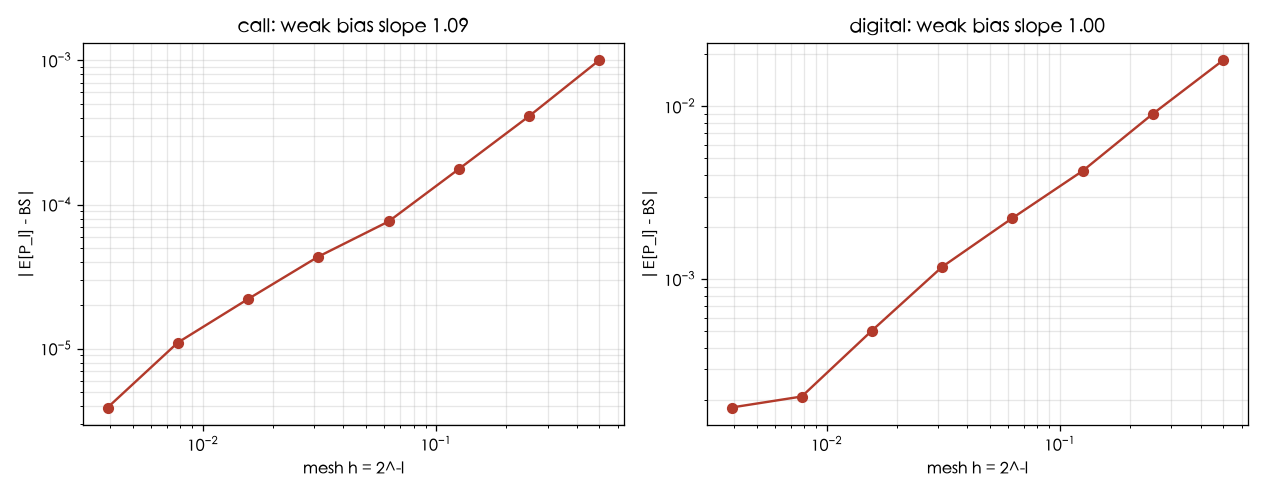 call: weak bias slope 1.09
| E[P_l] - BS |
10⁻³
10⁻⁴
10⁻⁵
10⁻²
10⁻¹
mesh h = 2^-l
digital: weak bias slope 1.00
| E[P_l] - BS |
10⁻²
10⁻³
10⁻²
10⁻¹
mesh h = 2^-l